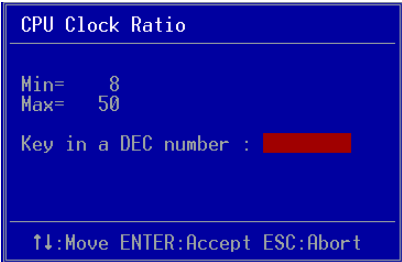 CPU Clock Ratio
Min= 8
Max= 50
Key in a DEC number :
↑↓:Move ENTER:Accept ESC:Abort